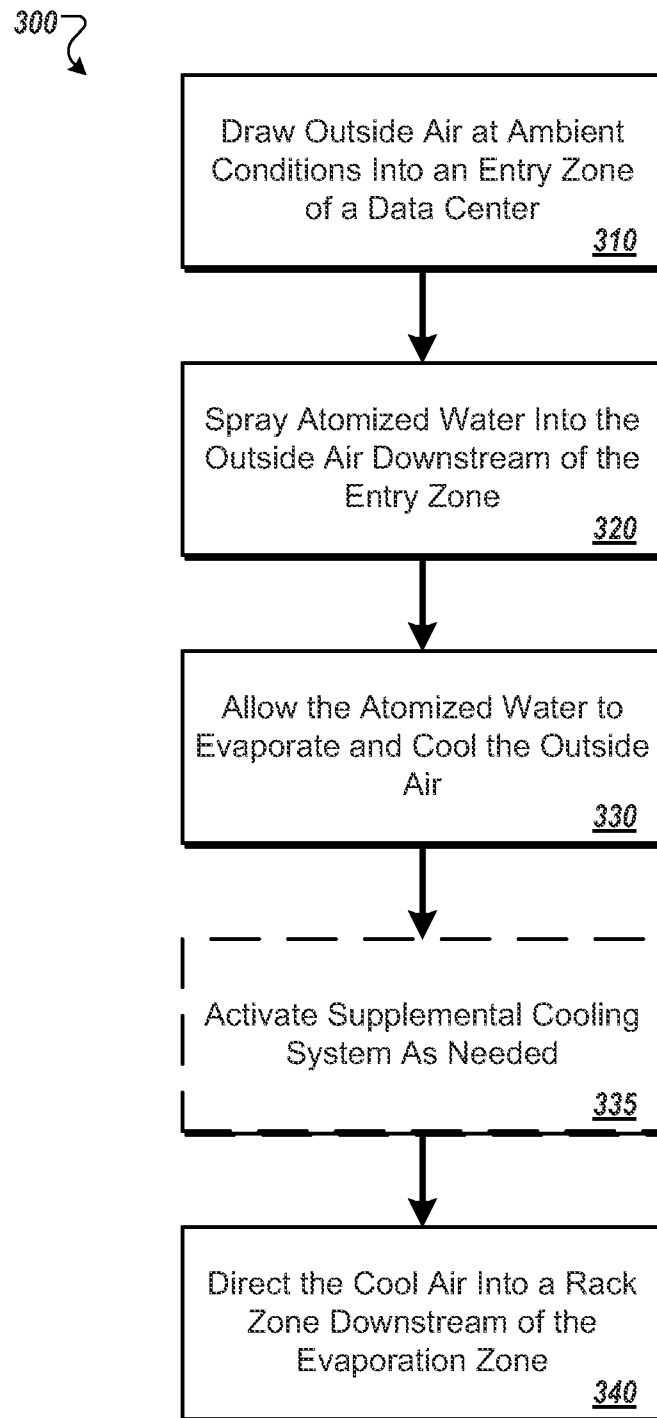 300
Draw Outside Air at Ambient
Conditions Into an Entry Zone
of a Data Center
310
Spray Atomized Water Into the
Outside Air Downstream of the
Entry Zone
320
Allow the Atomized Water to
Evaporate and Cool the Outside
Air
330
Activate Supplemental Cooling
System As Needed
335
Direct the Cool Air Into a Rack
Zone Downstream of the
Evaporation Zone
340